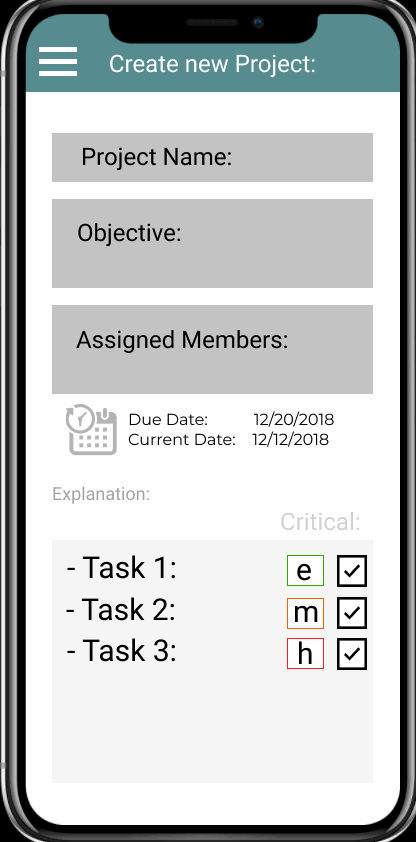 Create new Project:
Project Name:
Objective:
Assigned Members:
Due Date: 12/20/2018
Current Date: 12/12/2018
Explanation:
Critical:
- Task 1: e
- Task 2: m
- Task 3: h